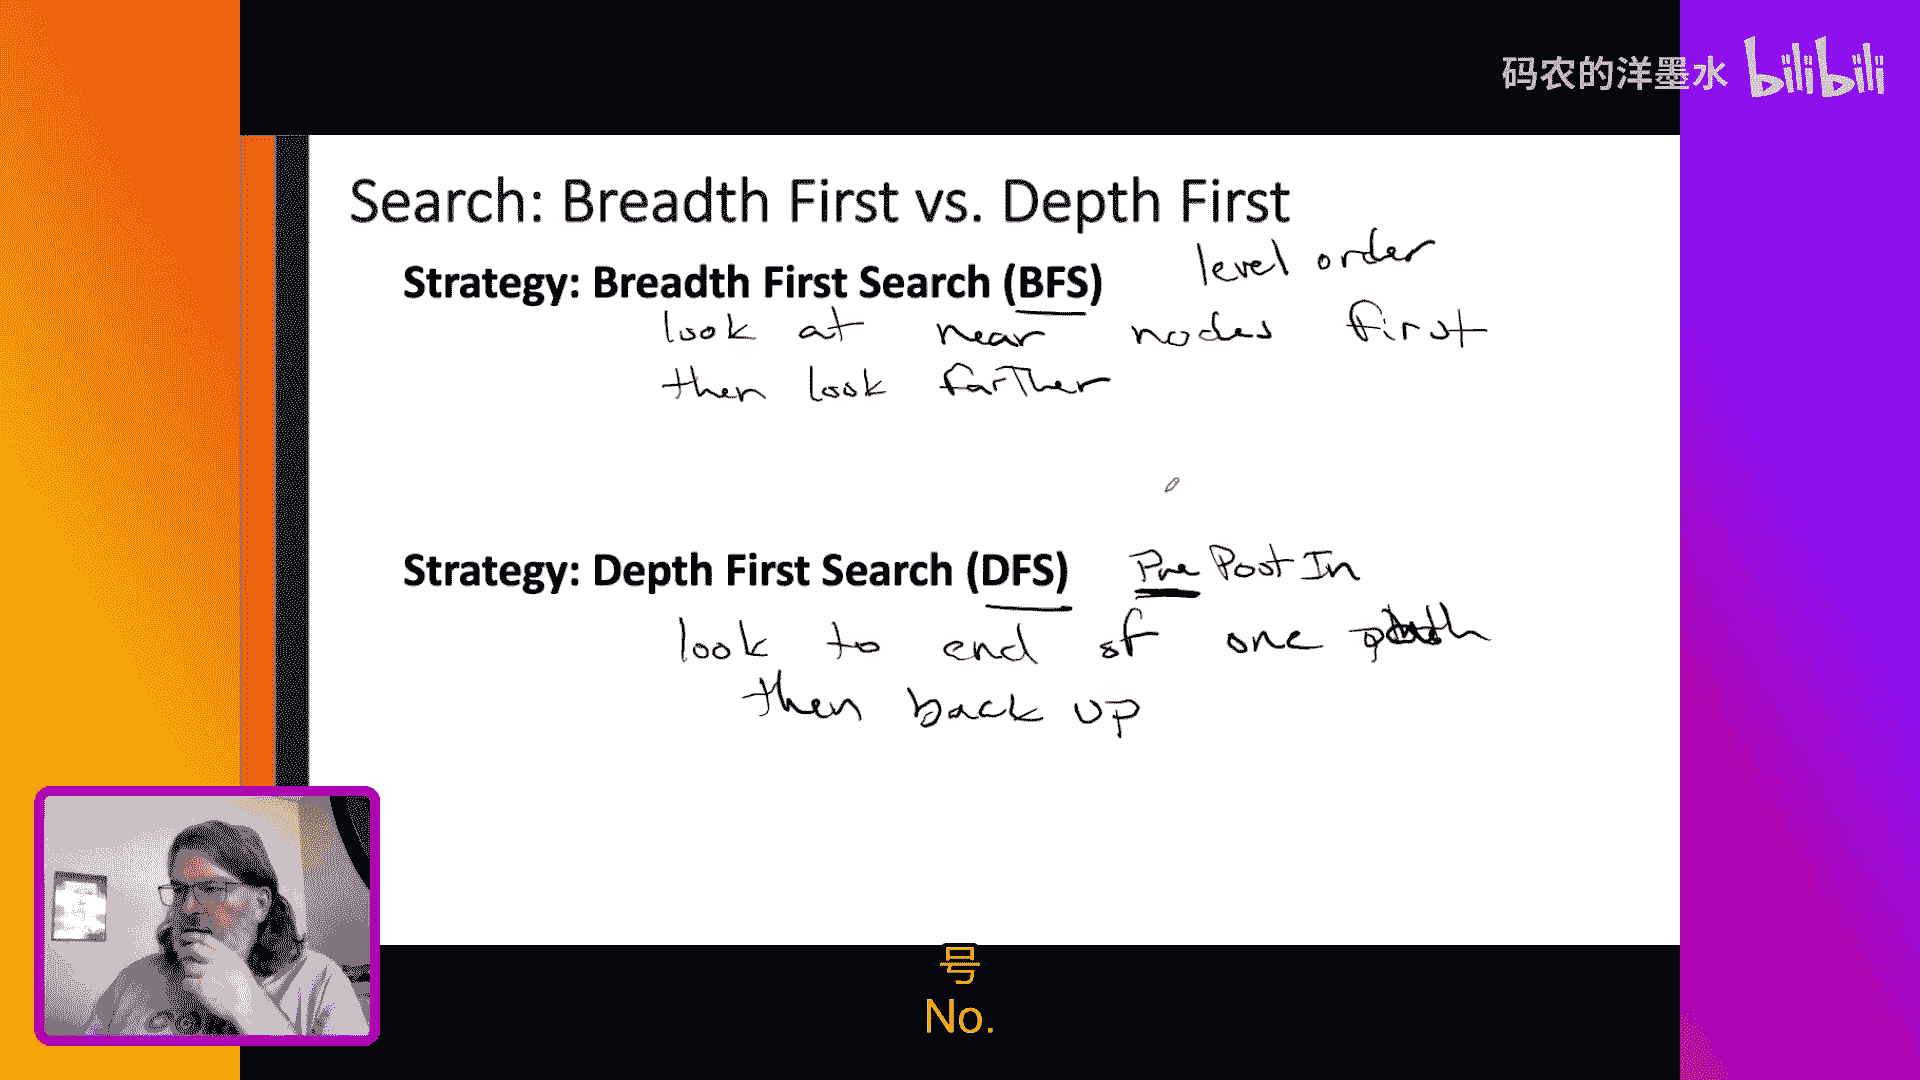 码农的洋墨水 bilibili
Search: Breadth First vs. Depth First
level order
Strategy: Breadth First Search (BFS)
look at near nodes first
then look farther
Strategy: Depth First Search (DFS) Pre Post In
look to end of one path
then back up
号
No.